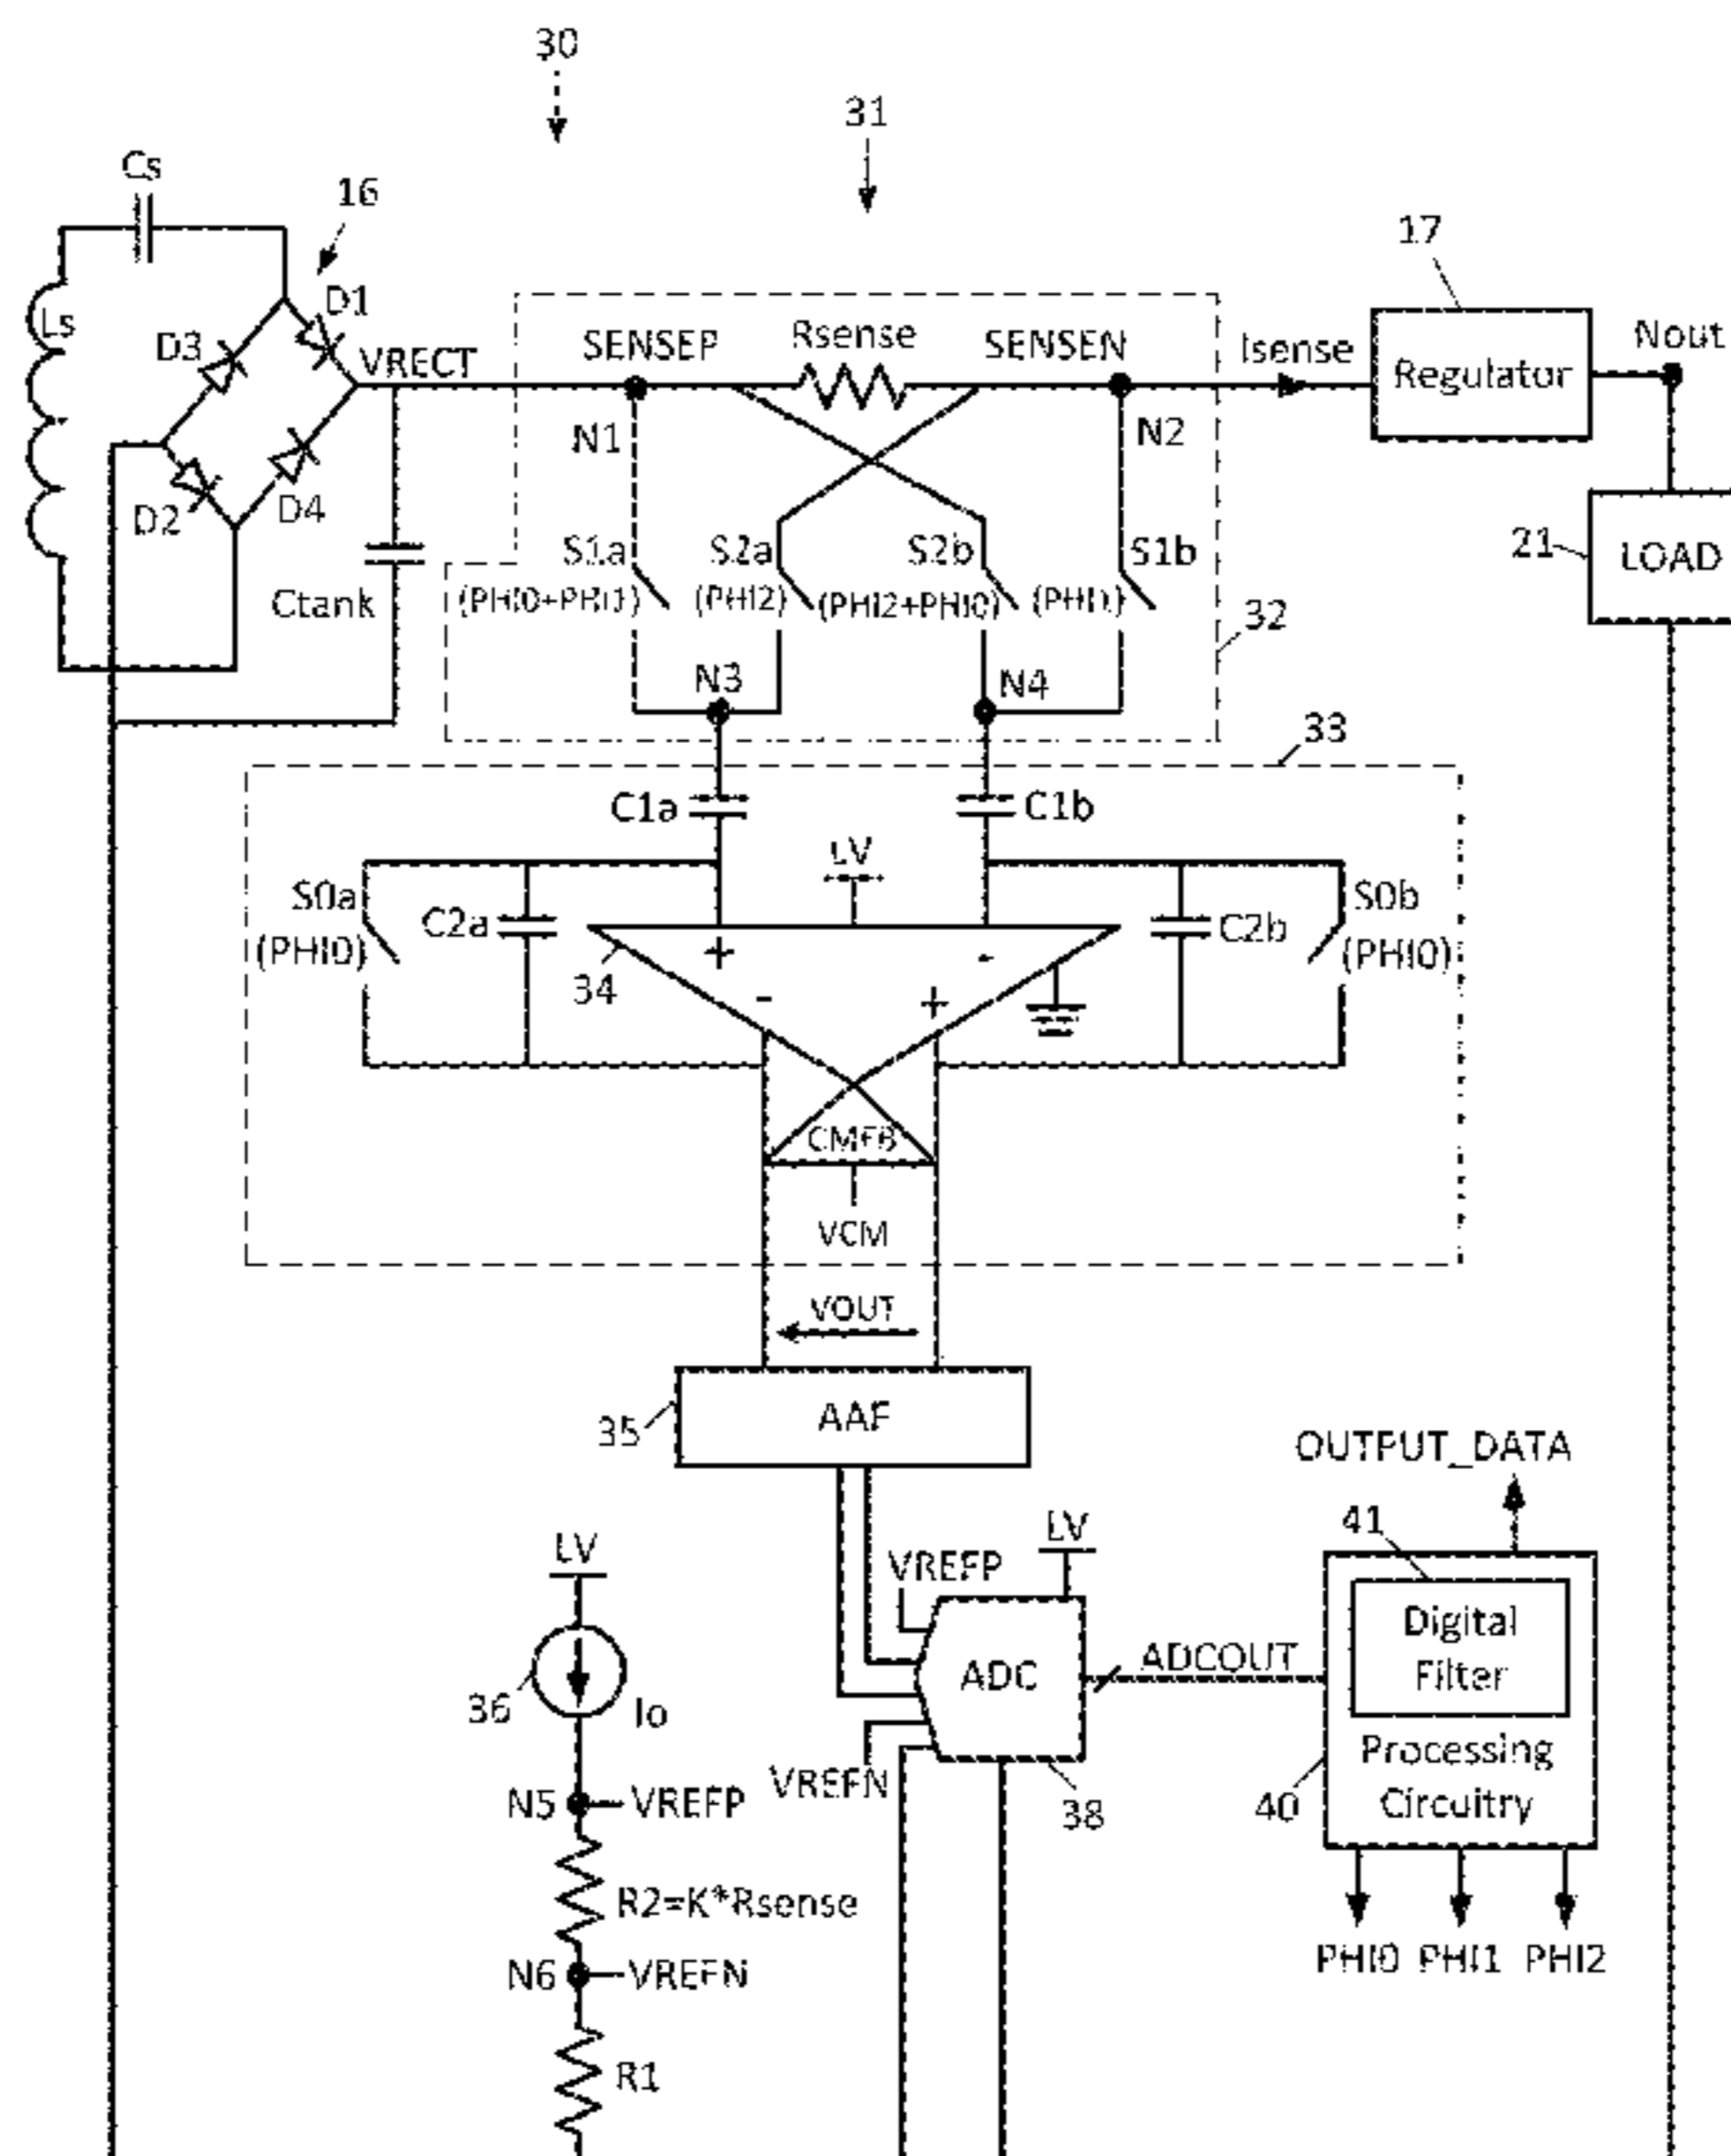 30
31
Cs
16
17
Ls
D1
D3
VRECT
SENSEP
Rsense
SENSEN
Isense
Regulator
Nout
N1
N2
D2
D4
Ctank
S1a
(PHI0+PHI1)
S2a
(PHI2)
S2b
(PHI2+PHI0)
S1b
(PHI1)
21
LOAD
32
N3
N4
33
C1a
C1b
LV
S0a
(PHI0)
C2a
+
-
C2b
S0b
(PHI0)
34
-
+
CMFB
VCM
VOUT
35
AAF
OUTPUT_DATA
LV
LV
41
VREFP
Digital
Filter
36
Io
ADC
ADCOUT
Processing
Circuitry
VREFN
38
40
N5
VREFP
R2=K*Rsense
PHI0 PHI1 PHI2
N6
VREFN
R1